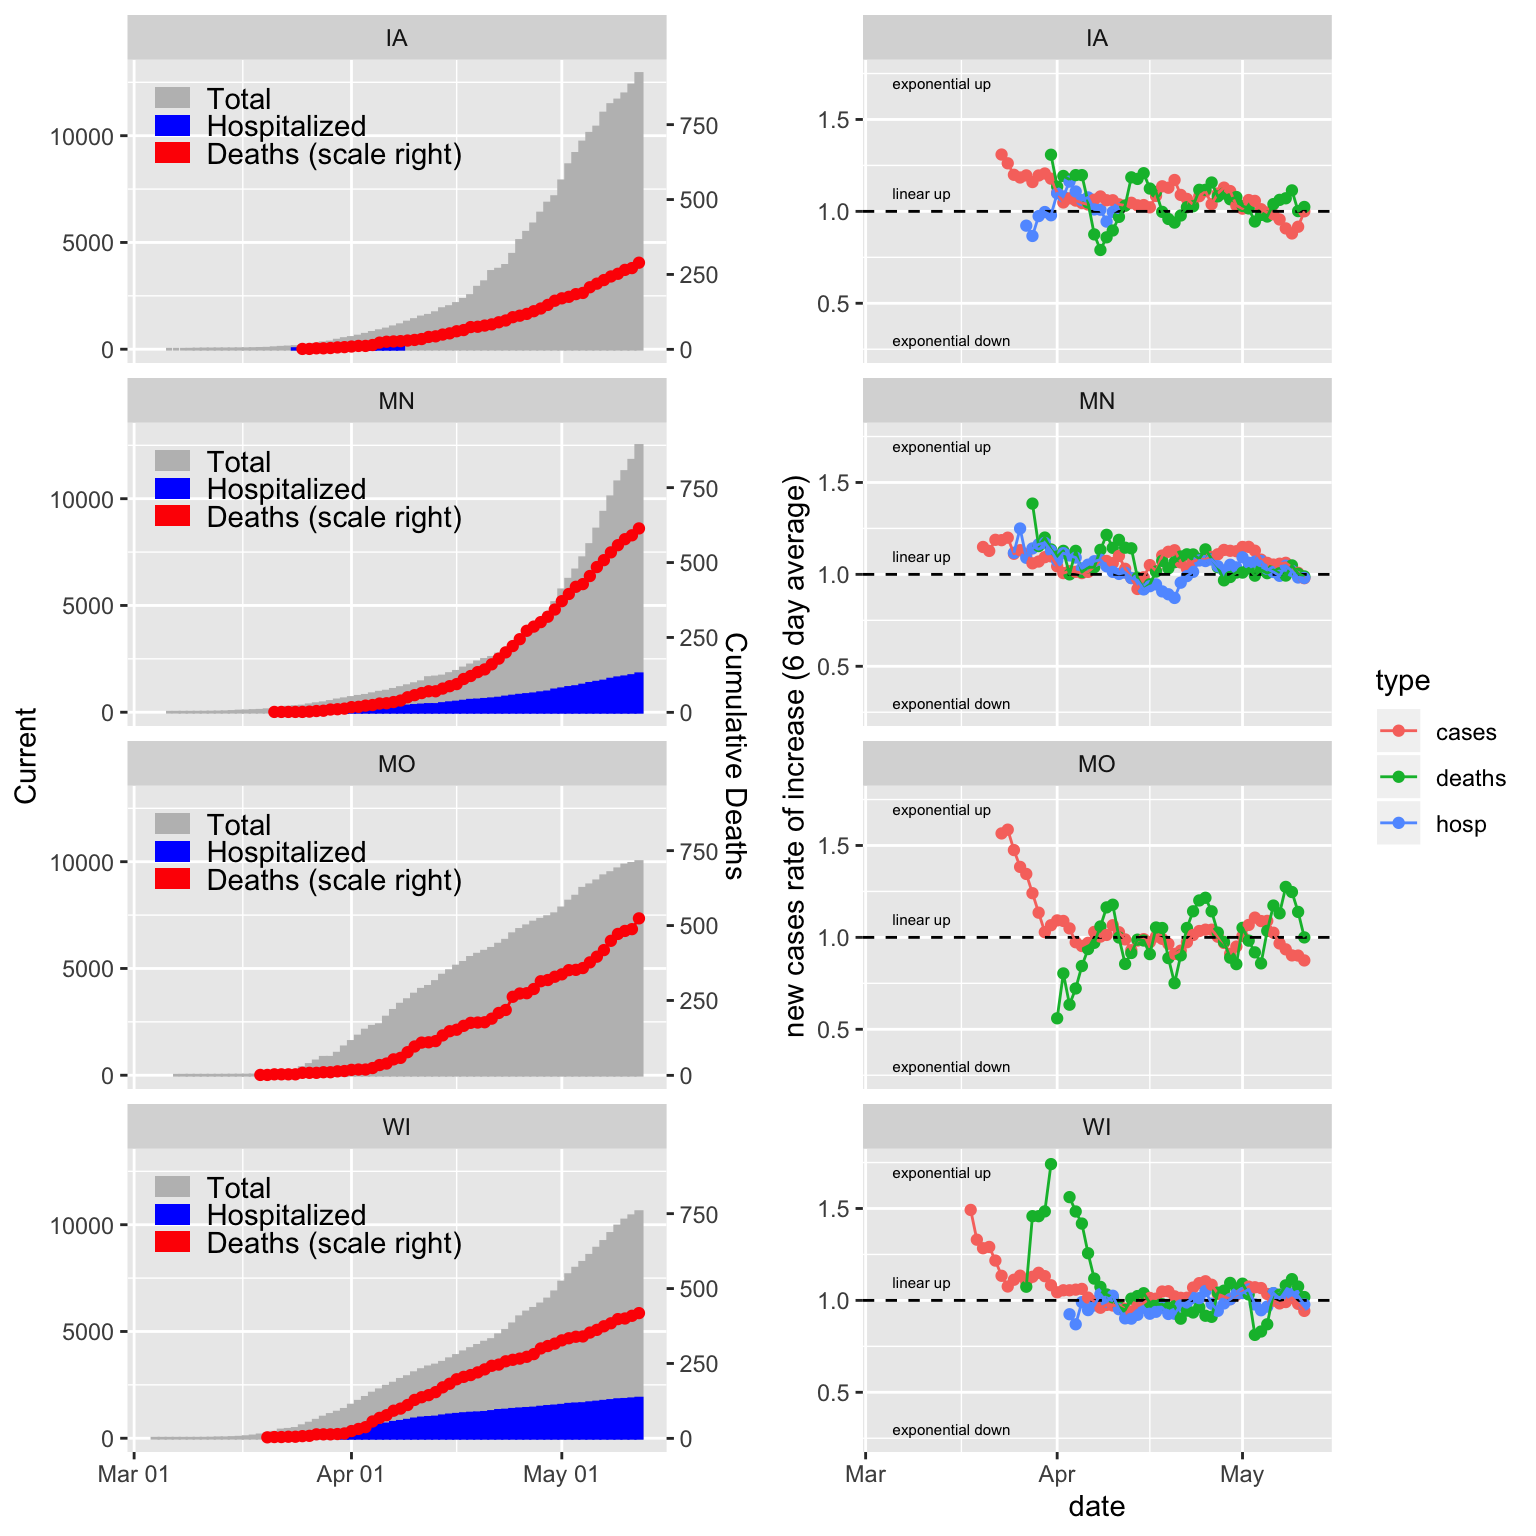 IA
Total
Hospitalized
Deaths (scale right)
10000
5000
0
750
500
250
0
MN
Total
Hospitalized
Deaths (scale right)
10000
5000
0
750
500
250
0
MO
Total
Hospitalized
Deaths (scale right)
10000
5000
0
750
500
250
0
WI
Total
Hospitalized
Deaths (scale right)
10000
5000
0
750
500
250
0
Mar 01
Apr 01
May 01
Current
Cumulative Deaths
IA
exponential up
linear up
exponential down
1.5
1.0
0.5
MN
exponential up
linear up
exponential down
1.5
1.0
0.5
MO
exponential up
linear up
exponential down
1.5
1.0
0.5
WI
exponential up
linear up
exponential down
1.5
1.0
0.5
Mar
Apr
May
date
new cases rate of increase (6 day average)
type
cases
deaths
hosp